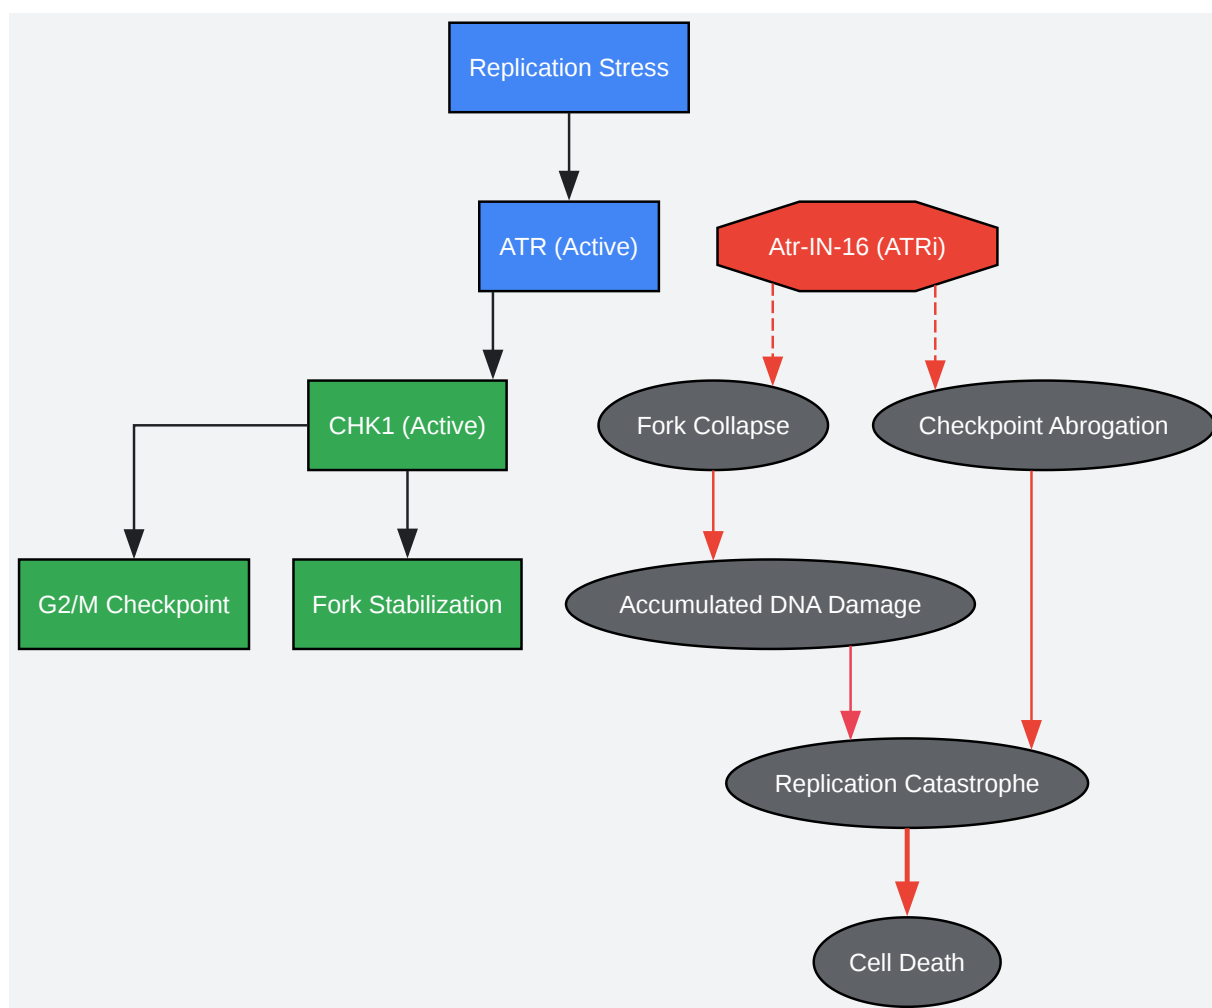 Replication Stress
ATR (Active)
Atr-IN-16 (ATRi)
CHK1 (Active)
Fork Collapse
Checkpoint Abrogation
G2/M Checkpoint
Fork Stabilization
Accumulated DNA Damage
Replication Catastrophe
Cell Death